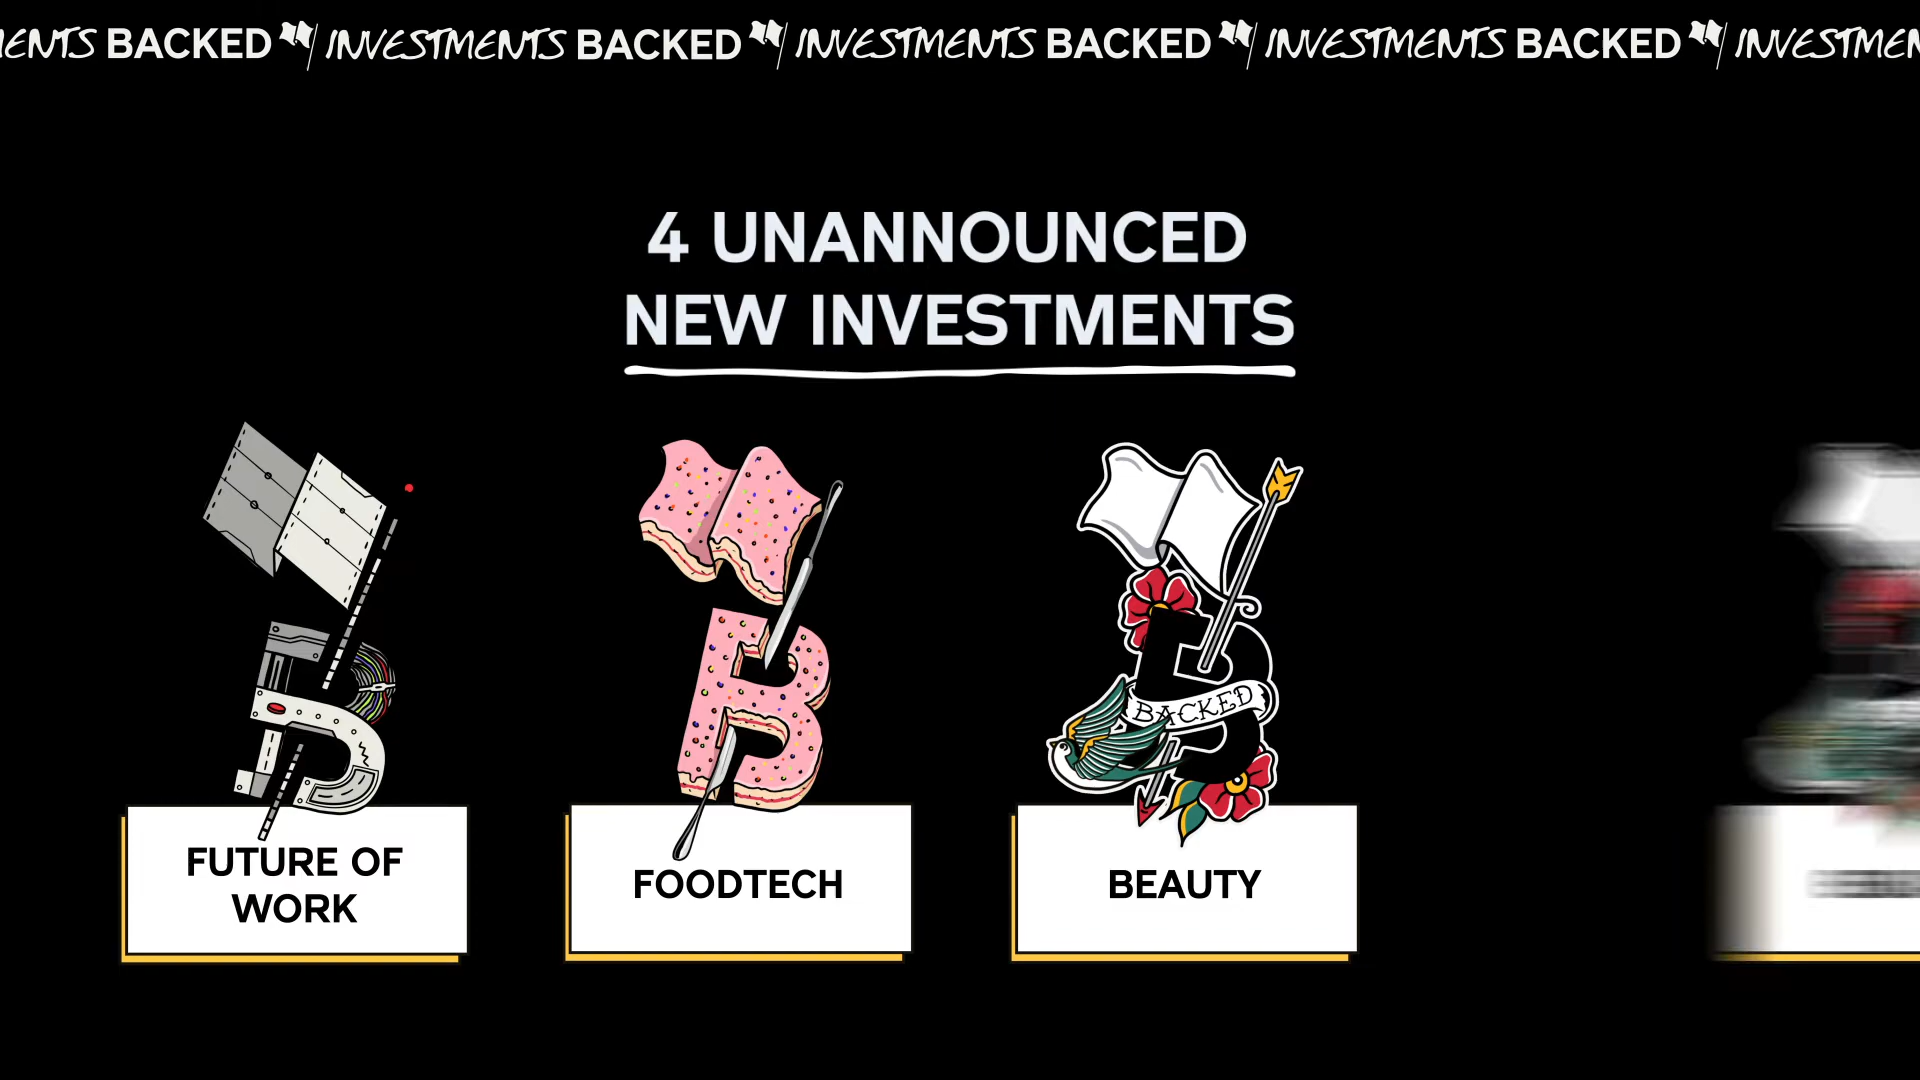 ENTS BACKED INVESTMENTS BACKED INVESTMENTS BACKED INVESTMENTS BACKED INVESTMEN
4 UNANNOUNCED
NEW INVESTMENTS
BACKED
FUTURE OF
WORK
FOODTECH
BEAUTY